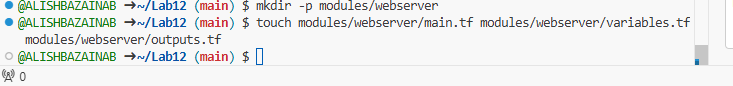 @ALISHBAZAINAB ➜~/Lab12 (main) $ mkdir -p modules/webserver
@ALISHBAZAINAB ➜~/Lab12 (main) $ touch modules/webserver/main.tf modules/webserver/variables.tf
modules/webserver/outputs.tf
@ALISHBAZAINAB ➜~/Lab12 (main) $
0